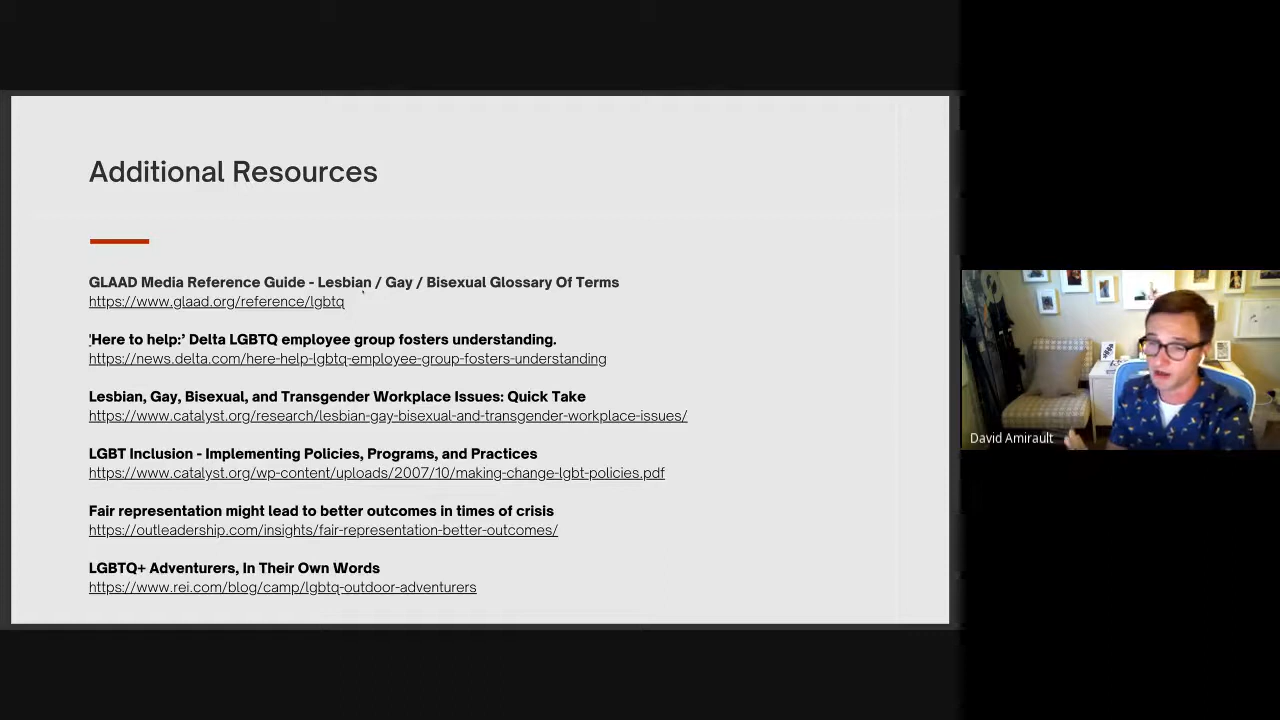 Additional Resources
GLAAD Media Reference Guide - Lesbian / Gay / Bisexual Glossary Of Terms
https://www.glaad.org/reference/lgbtq
'Here to help:’ Delta LGBTQ employee group fosters understanding.
https://news.delta.com/here-help-lgbtq-employee-group-fosters-understanding
Lesbian, Gay, Bisexual, and Transgender Workplace Issues: Quick Take
https://www.catalyst.org/research/lesbian-gay-bisexual-and-transgender-workplace-issues/
LGBT Inclusion - Implementing Policies, Programs, and Practices
https://www.catalyst.org/wp-content/uploads/2007/10/making-change-lgbt-policies.pdf
Fair representation might lead to better outcomes in times of crisis
https://outleadership.com/insights/fair-representation-better-outcomes/
LGBTQ+ Adventurers, In Their Own Words
https://www.rei.com/blog/camp/lgbtq-outdoor-adventurers
David Amirault